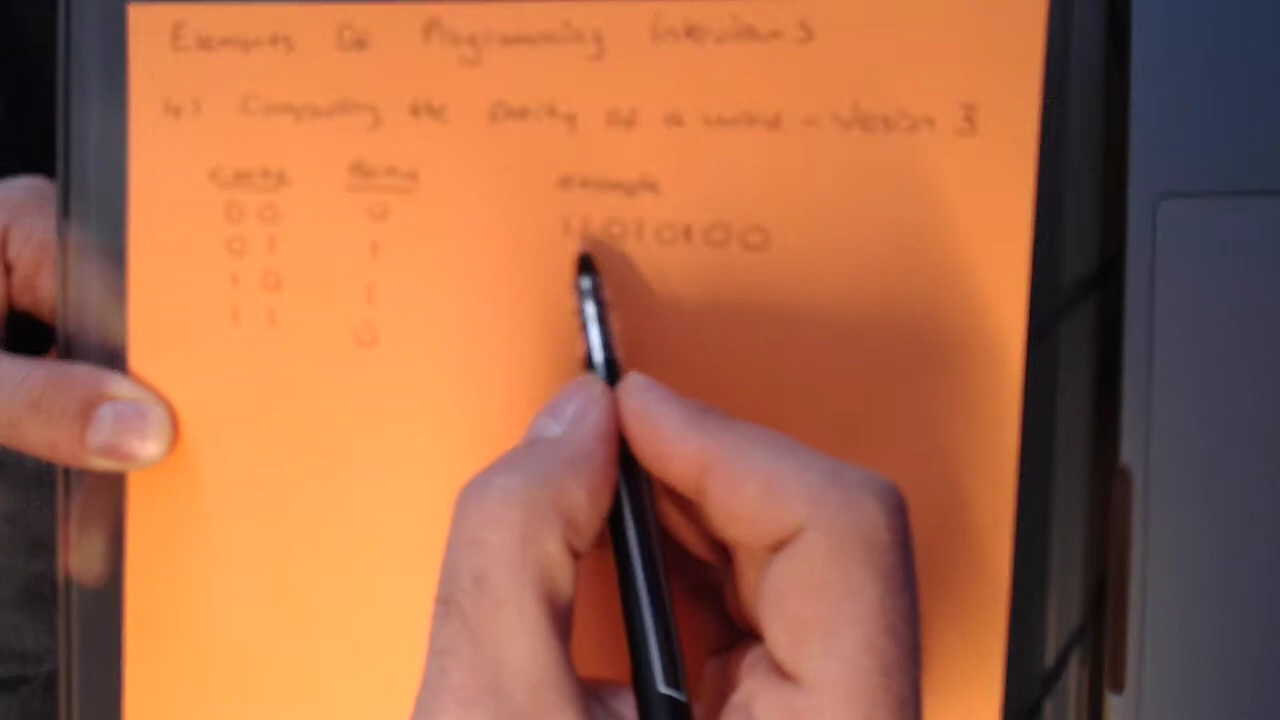 Elements Of Programming Interviews
4.1 Computing the parity of a word - Version 3
Cache Parity example
0 0 0 11010100
0 1 1
1 0 1
1 1 0